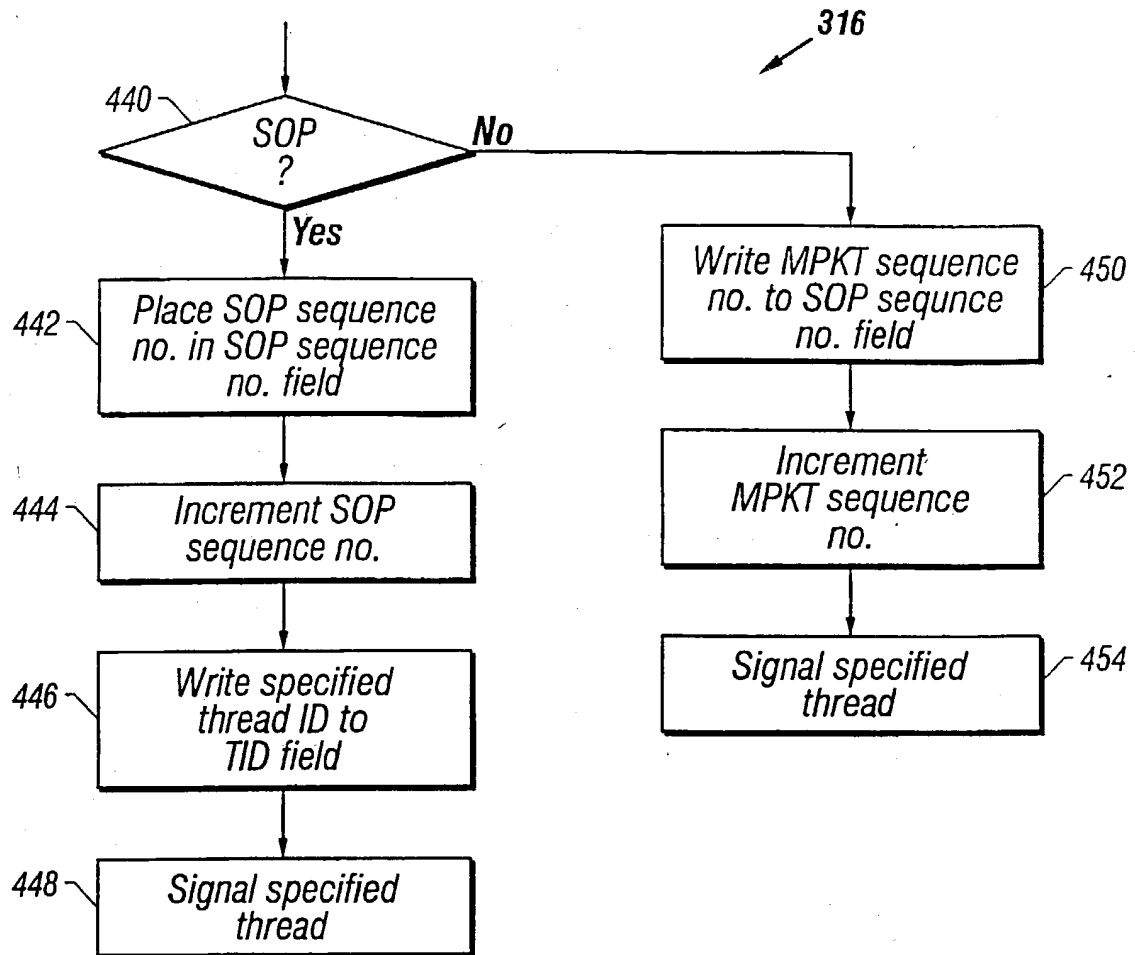 316
440
SOP
?
No
Yes
442
Place SOP sequence
no. in SOP sequence
no. field
444
Increment SOP
sequence no.
446
Write specified
thread ID to
TID field
448
Signal specified
thread
Write MPKT sequence
no. to SOP sequnce
no. field
450
Increment
MPKT sequence
no.
452
Signal specified
thread
454